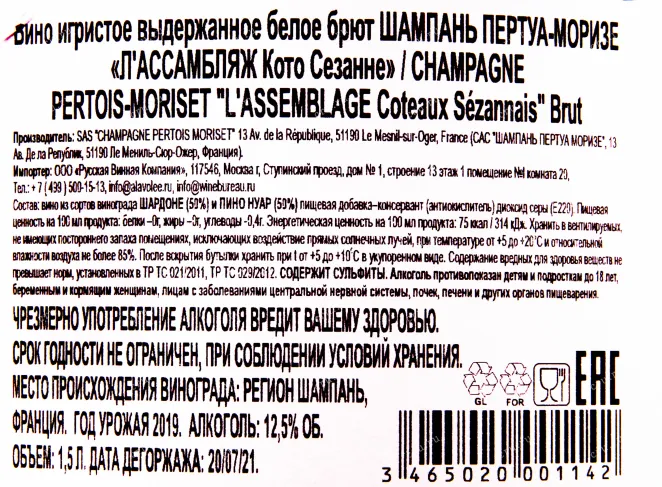 Вино игристое выдержанное белое брют ШАМПАНЬ ПЕРТУА-МОРИЗЕ
«Л'АССАМБЛЯЖ Кото Сезанне» / CHAMPAGNE
PERTOIS-MORISET "L'ASSEMBLAGE Coteaux Sézannais" Brut
Производитель: SAS "CHAMPAGNE PERTOIS MORISET" 13 Av. de la République, 51190 Le Mesnil-sur-Oger, France (САС "ШАМПАНЬ ПЕРТУА МОРИЗЕ", 13
Ав. Де ла Репюблик, 51190 Ле Мениль-Сюр-Ожер, Франция).
Импортер: ООО «Русская Винная Компания», 117546, Москва г, Ступинский проезд, дом № 1, строение 13 этаж 1 помещение №I комната 20,
Тел.: + 7 ( 499 ) 500-15-13, info@alavolee.ru, info@winebureau.ru
Состав: вино из сортов винограда ШАРДОНЕ (50%) и ПИНО НУАР (50%) пищевая добавка–консервант (антиокислитель) диоксид серы (Е220). Пищевая
ценность на 100 мл продукта: белки –0г, жиры –0г, углеводы -0,4г. Энергетическая ценность на 100 мл продукта: 75 ккал / 314 кДж. Хранить в вентилируемых,
не имеющих постороннего запаха помещениях, исключающих воздействие прямых солнечных лучей, при температуре от +5 до +20°С и относительной
влажности воздуха не более 85%. После вскрытия бутылки хранить при t от +5 до +10°С в укупоренном виде. Содержание вредных для здоровья веществ не
превышает норм, установленных в ТР ТС 021/2011, ТР ТС 029/2012. СОДЕРЖИТ СУЛЬФИТЫ. Алкоголь противопоказан детям и подросткам до 18 лет,
беременным и кормящим женщинам, лицам с заболеваниями центральной нервной системы, почек, печени и других органов пищеварения.
ЧРЕЗМЕРНО УПОТРЕБЛЕНИЕ АЛКОГОЛЯ ВРЕДИТ ВАШЕМУ ЗДОРОВЬЮ.
СРОК ГОДНОСТИ НЕ ОГРАНИЧЕН, ПРИ СОБЛЮДЕНИИ УСЛОВИЙ ХРАНЕНИЯ.
МЕСТО ПРОИСХОЖДЕНИЯ ВИНОГРАДА: РЕГИОН ШАМПАНЬ,
ФРАНЦИЯ. ГОД УРОЖАЯ 2019. АЛКОГОЛЬ: 12,5% ОБ.
ОБЪЕМ: 1,5 Л. ДАТА ДЕГОРЖАЖА: 20/07/21.
GL FOR EAC
3 465020 001142